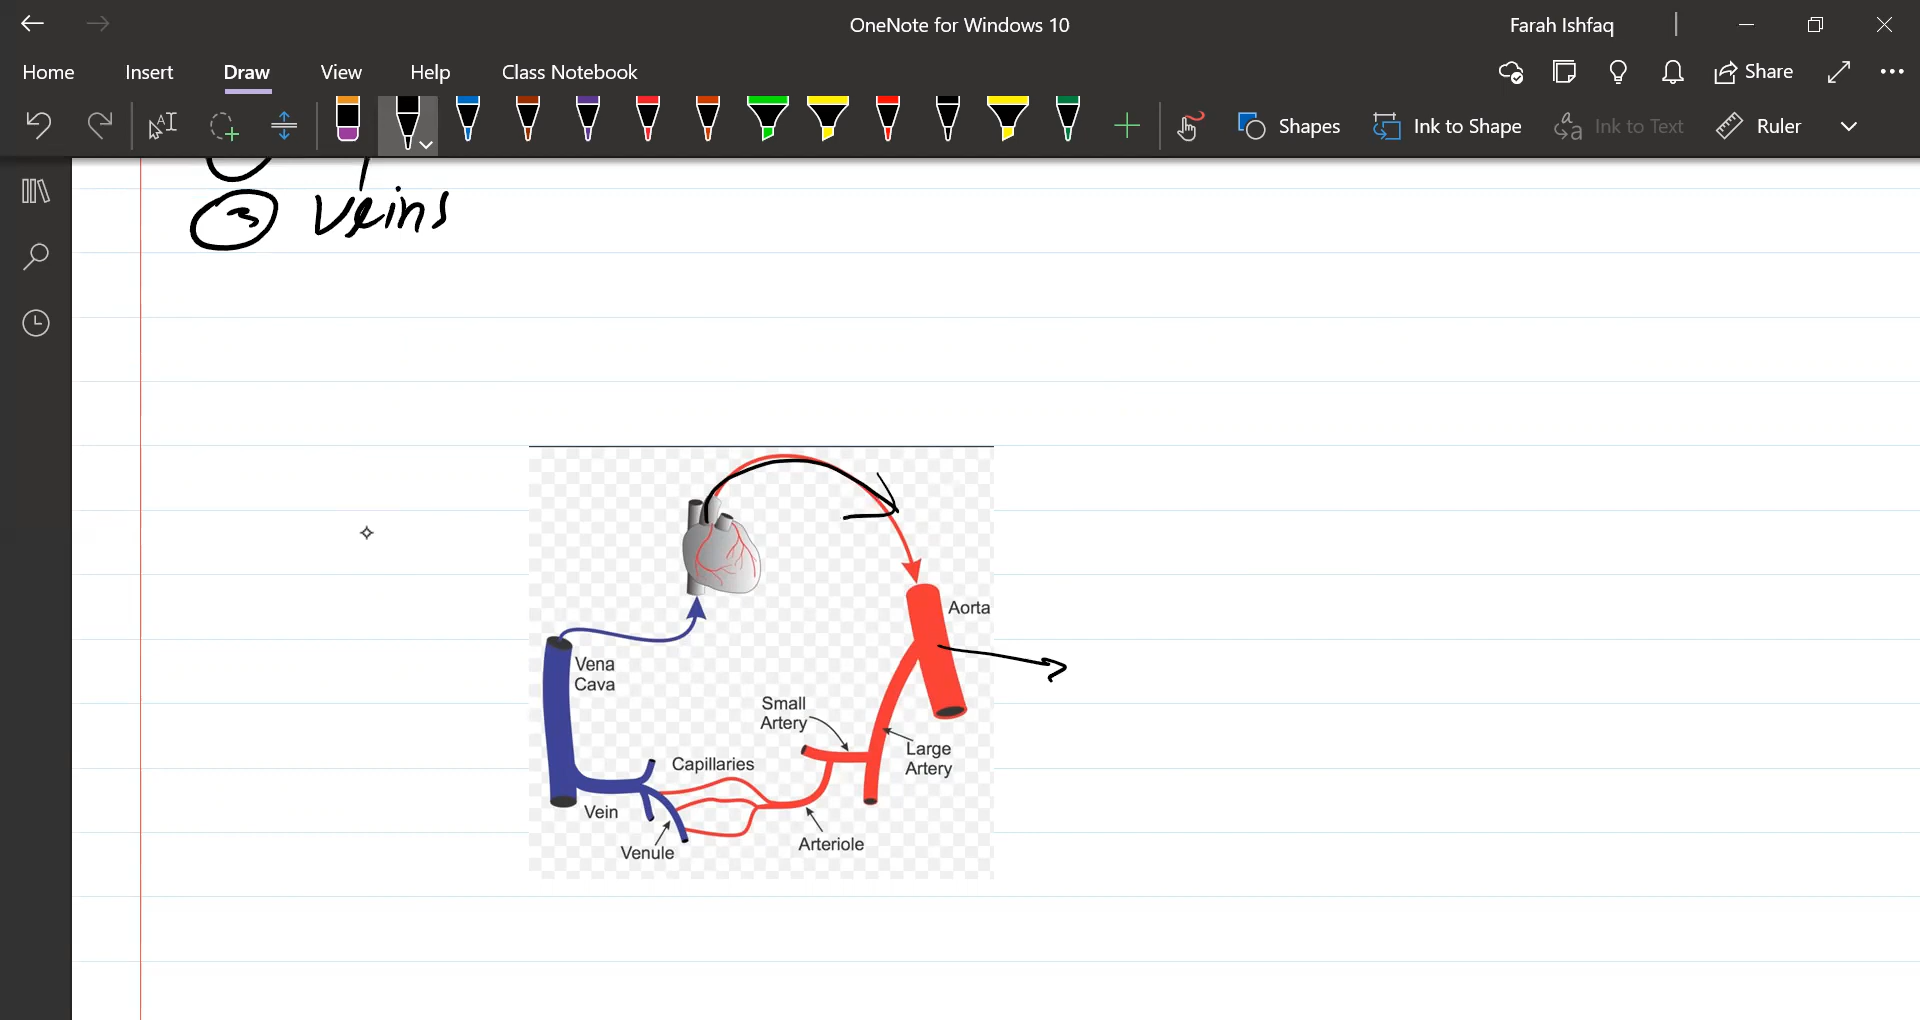 OneNote for Windows 10
Farah Ishfaq
Home Insert Draw View Help Class Notebook
Share
Shapes
Ink to Shape
Ink to Text
Ruler
③ Veins
Aorta
Vena
Cava
Small
Artery
Large
Artery
Capillaries
Vein
Venule
Arteriole